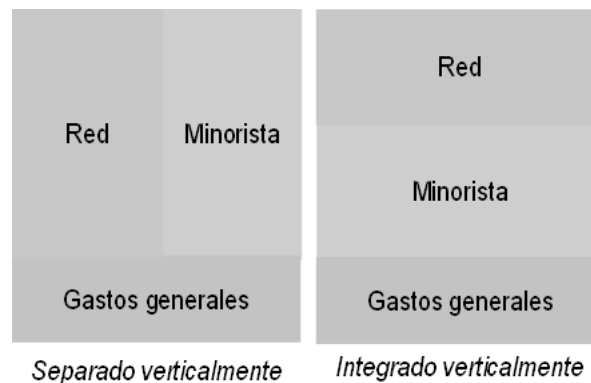 Red
Minorista
Gastos generales
Separado verticalmente
Red
Minorista
Gastos generales
Integrado verticalmente